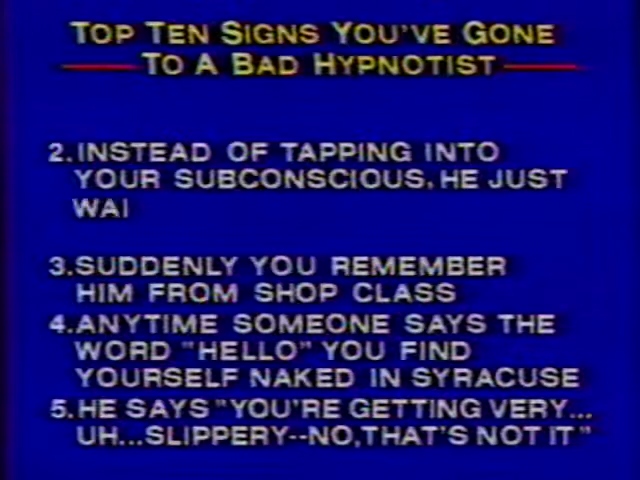 TOP TEN SIGNS YOU'VE GONE
TO A BAD HYPNOTIST
2. INSTEAD OF TAPPING INTO
YOUR SUBCONSCIOUS, HE JUST
WAI
3. SUDDENLY YOU REMEMBER
HIM FROM SHOP CLASS
4. ANYTIME SOMEONE SAYS THE
WORD "HELLO" YOU FIND
YOURSELF NAKED IN SYRACUSE
5. HE SAYS "YOU'RE GETTING VERY...
UH...SLIPPERY--NO, THAT'S NOT IT"